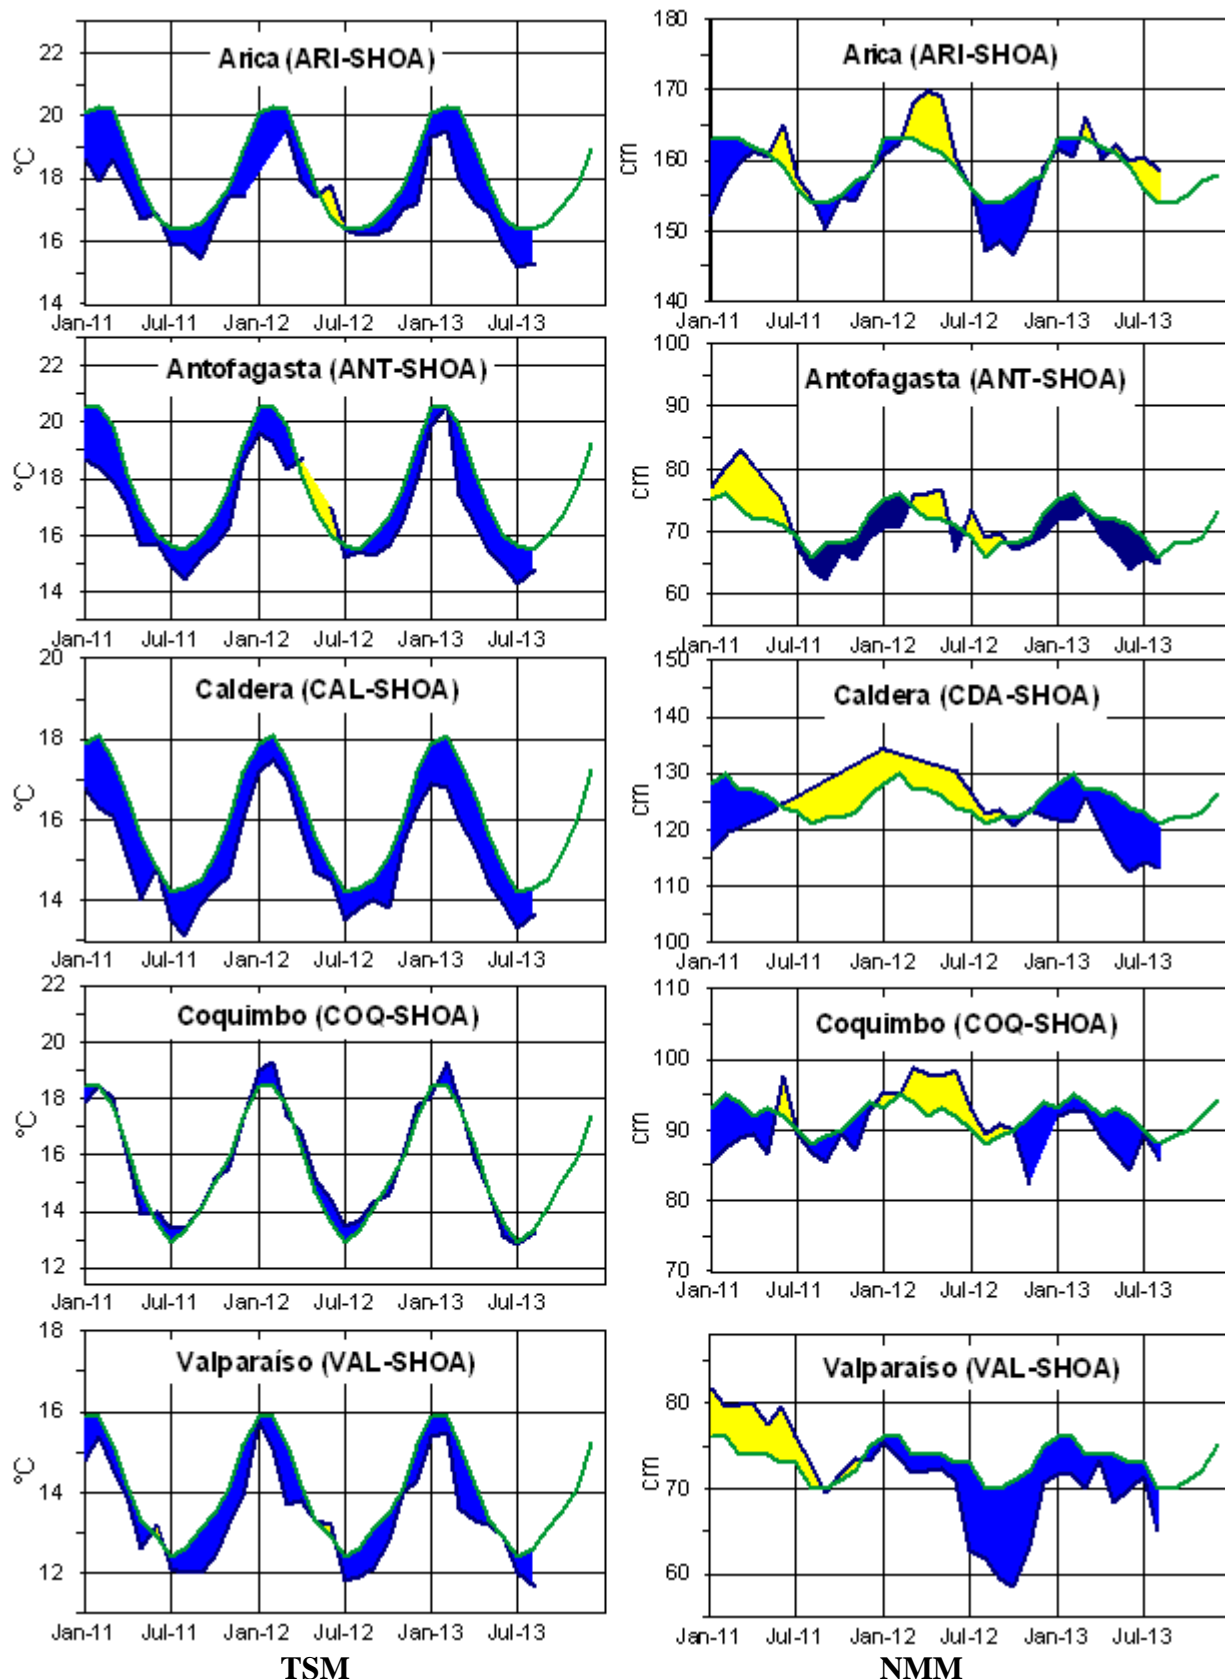 Arica (ARI-SHOA)
°C
22
20
18
16
14
Jan-11 Jul-11 Jan-12 Jul-12 Jan-13 Jul-13
Arica (ARI-SHOA)
cm
180
170
160
150
140
Jan-11 Jul-11 Jan-12 Jul-12 Jan-13 Jul-13
Antofagasta (ANT-SHOA)
°C
22
20
18
16
14
Jan-11 Jul-11 Jan-12 Jul-12 Jan-13 Jul-13
Antofagasta (ANT-SHOA)
cm
100
90
80
70
60
Jan-11 Jul-11 Jan-12 Jul-12 Jan-13 Jul-13
Caldera (CAL-SHOA)
°C
20
18
16
14
Jan-11 Jul-11 Jan-12 Jul-12 Jan-13 Jul-13
Caldera (CDA-SHOA)
cm
150
140
130
120
110
100
Jan-11 Jul-11 Jan-12 Jul-12 Jan-13 Jul-13
Coquimbo (COQ-SHOA)
°C
22
20
18
16
14
12
Jan-11 Jul-11 Jan-12 Jul-12 Jan-13 Jul-13
Coquimbo (COQ-SHOA)
cm
110
100
90
80
70
Jan-11 Jul-11 Jan-12 Jul-12 Jan-13 Jul-13
Valparaíso (VAL-SHOA)
°C
18
16
14
12
Jan-11 Jul-11 Jan-12 Jul-12 Jan-13 Jul-13
Valparaíso (VAL-SHOA)
cm
80
70
60
Jan-11 Jul-11 Jan-12 Jul-12 Jan-13 Jul-13
TSM
NMM